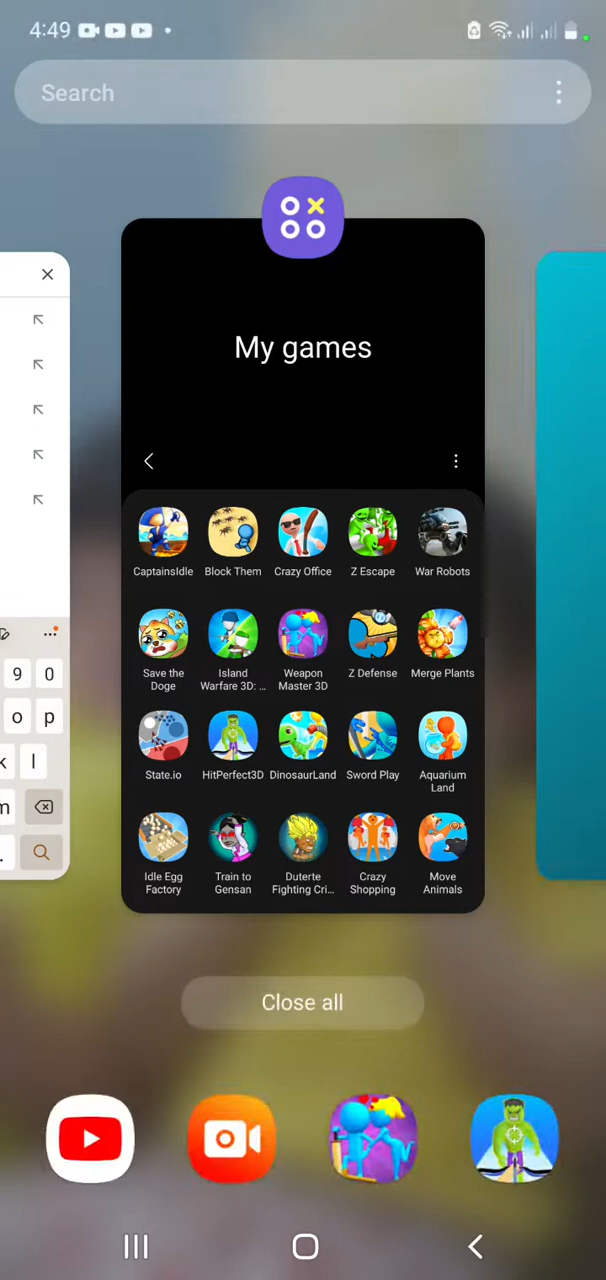 4:49
Search
My games
CaptainsIdle
Block Them
Crazy Office
Z Escape
War Robots
Save the
Doge
Island
Warfare 3D: ...
Weapon
Master 3D
Z Defense
Merge Plants
State.io
HitPerfect3D
DinosaurLand
Sword Play
Aquarium
Land
Idle Egg
Factory
Train to
Gensan
Duterte
Fighting Cri...
Crazy
Shopping
Move
Animals
9 0
o p
k l
m
.
Close all